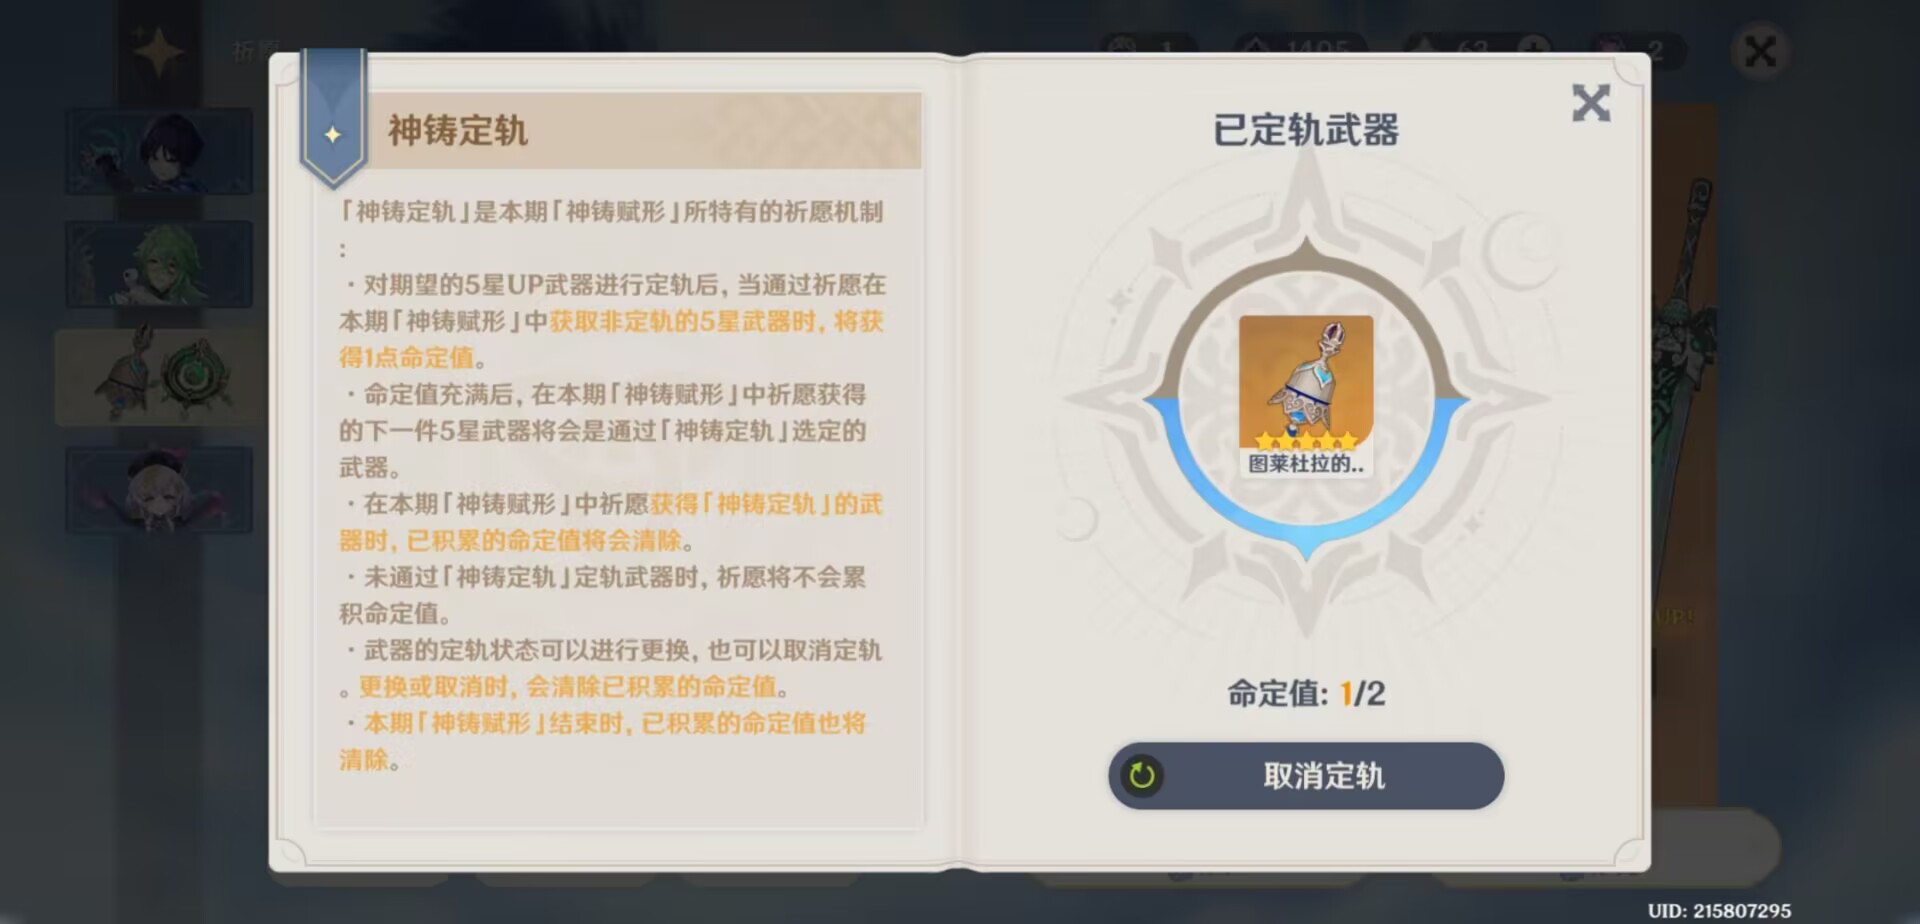 祈愿
1
1405
63
2
神铸定轨
「神铸定轨」是本期「神铸赋形」所特有的祈愿机制
:
·对期望的5星UP武器进行定轨后,当通过祈愿在
本期「神铸赋形」中获取非定轨的5星武器时,将获
得1点命定值。
·命定值充满后,在本期「神铸赋形」中祈愿获得
的下一件5星武器将会是通过「神铸定轨」选定的
武器。
·在本期「神铸赋形」中祈愿获得「神铸定轨」的武
器时,已积累的命定值将会清除。
·未通过「神铸定轨」定轨武器时,祈愿将不会累
积命定值。
·武器的定轨状态可以进行更换,也可以取消定轨
。更换或取消时,会清除已积累的命定值。
·本期「神铸赋形」结束时,已积累的命定值也将
清除。
已定轨武器
图莱杜拉的..
命定值: 1/2
取消定轨
UP!
UID: 215807295